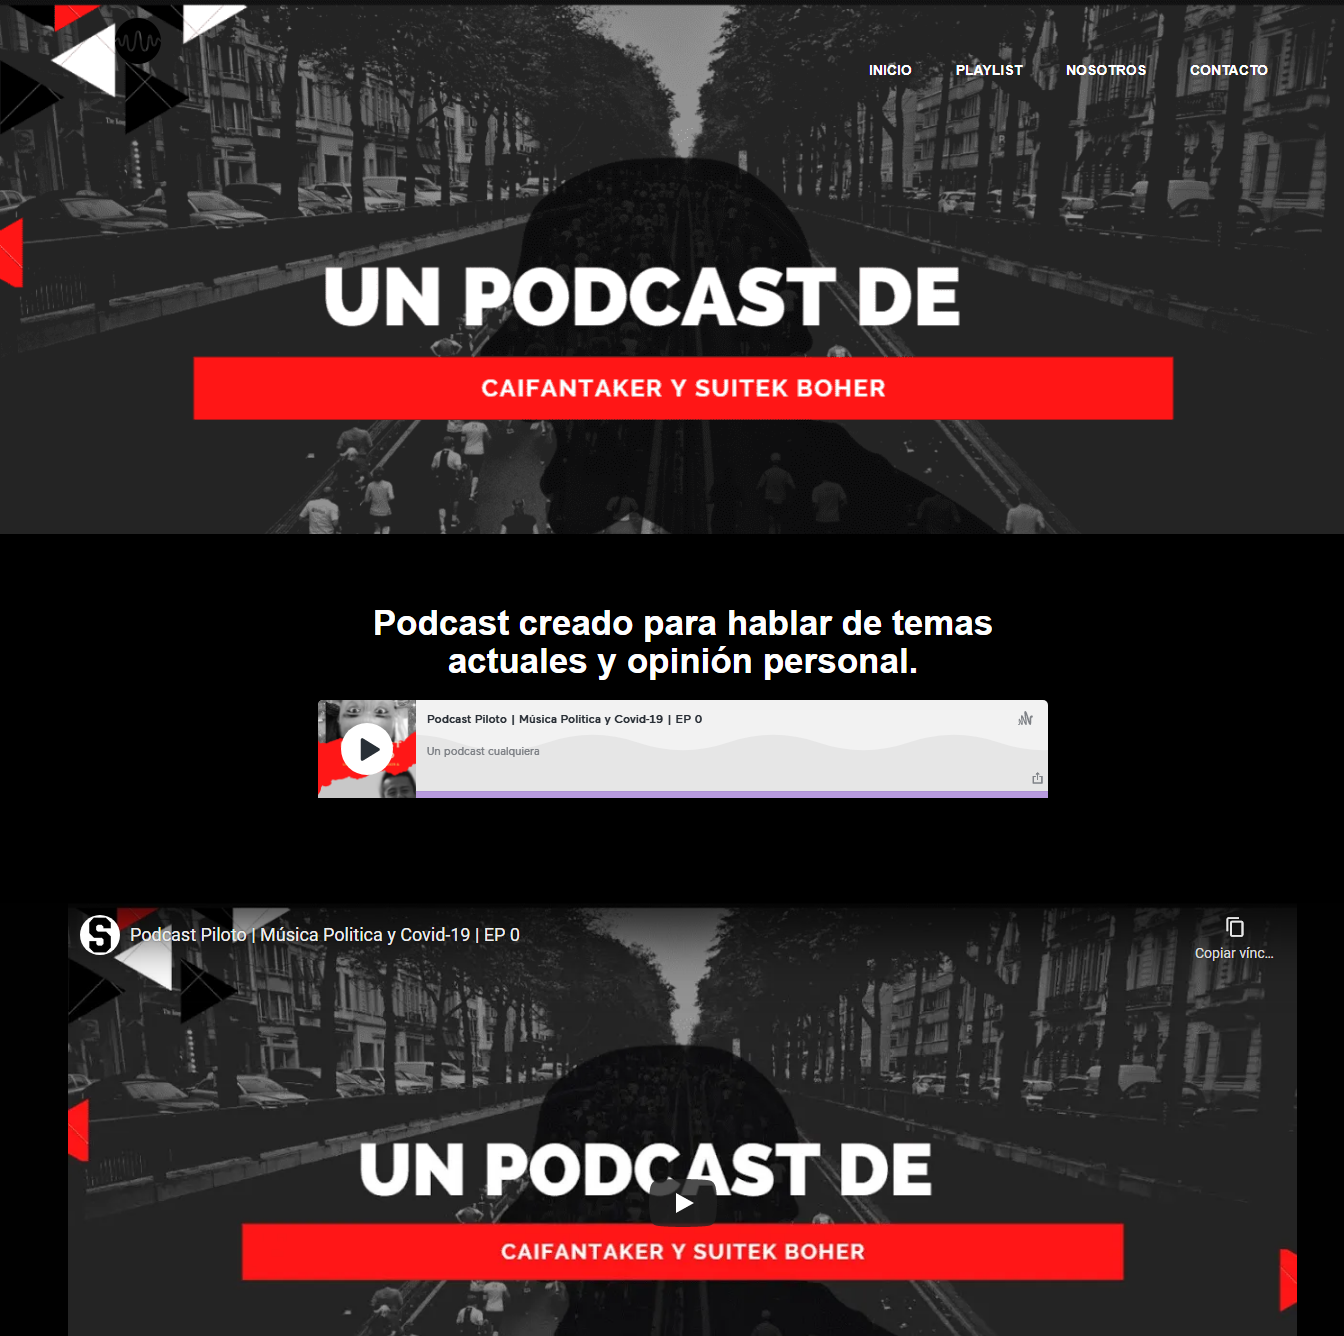 INICIO PLAYLIST NOSOTROS CONTACTO
UN PODCAST DE
CAIFANTAKER Y SUITEK BOHER
Podcast creado para hablar de temas
actuales y opinión personal.
Podcast Piloto | Música Politica y Covid-19 | EP 0
Un podcast cualquiera
S
Podcast Piloto | Música Politica y Covid-19 | EP 0
Copiar vínc...
UN PODCAST DE
CAIFANTAKER Y SUITEK BOHER